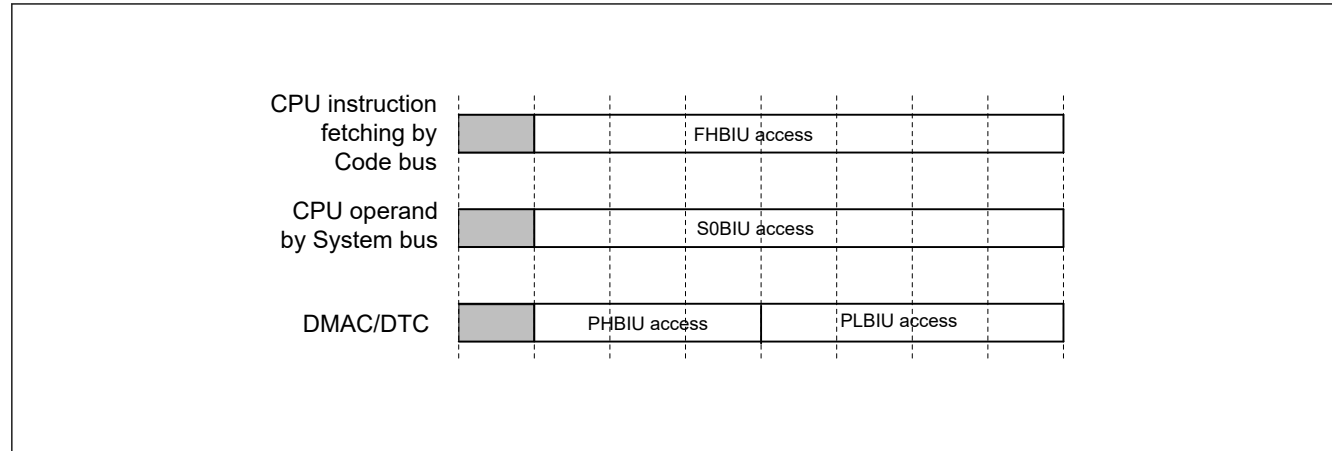 CPU instruction
fetching by
Code bus
FHBIU access
CPU operand
by System bus
S0BIU access
DMAC/DTC
PHBIU access
PLBIU access